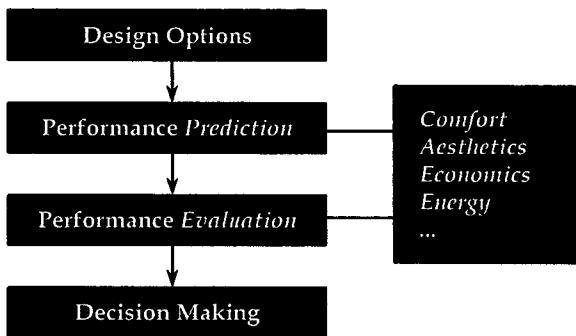 Design Options
Performance Prediction
Performance Evaluation
Decision Making
Comfort
Aesthetics
Economics
Energy
...